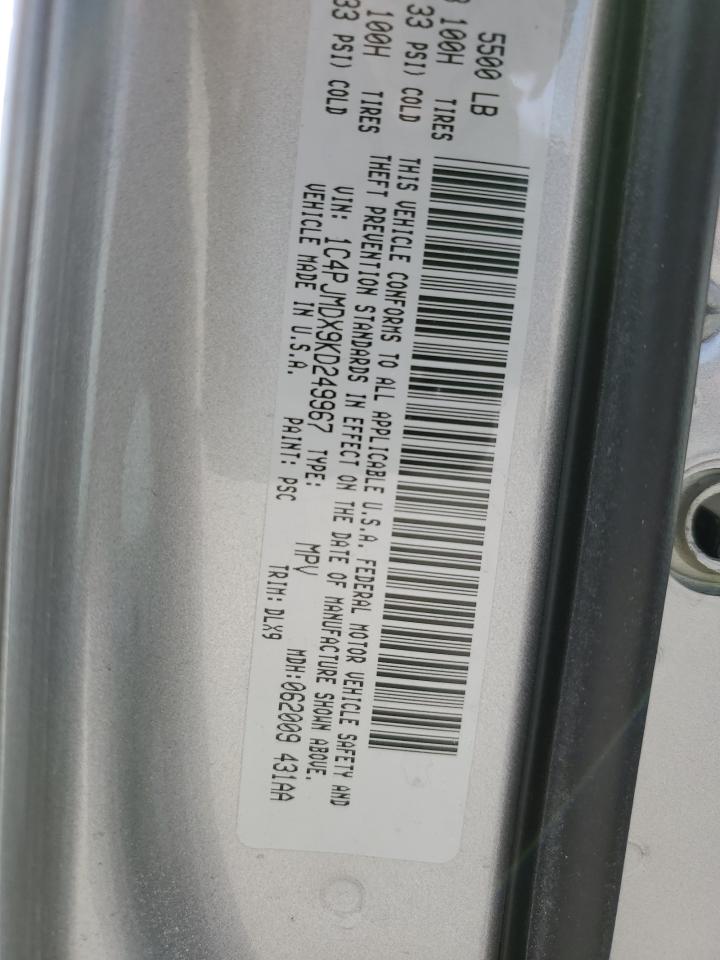 5500 LB
100H TIRES
33 PSI) COLD
100H TIRES
33 PSI) COLD
THIS VEHICLE CONFORMS TO ALL APPLICABLE U.S.A. FEDERAL MOTOR VEHICLE SAFETY AND
THEFT PREVENTION STANDARDS IN EFFECT ON THE DATE OF MANUFACTURE SHOWN ABOVE.
VIN: 1C4PJMDX9KD249967 TYPE: MPV MDH:062009 431AA
VEHICLE MADE IN U.S.A. PAINT: PSC TRIM: DLX9